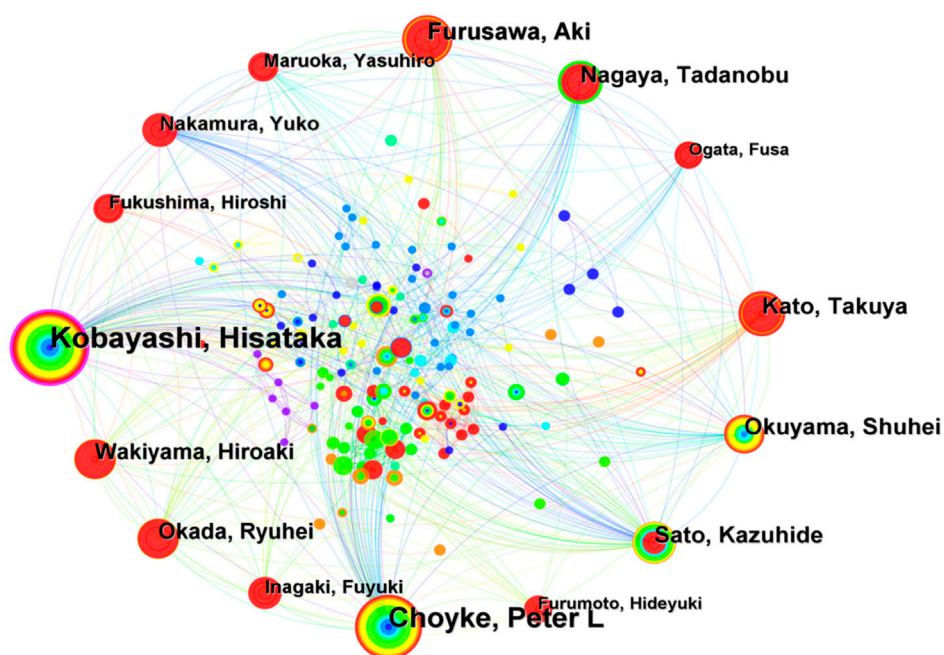 Furusawa, Aki
Maruoka, Yasuhiro
Nagaya, Tadanobu
Nakamura, Yuko
Ogata, Fusa
Fukushima, Hiroshi
Kato, Takuya
Kobayashi, Hisataka
Okuyama, Shuhei
Wakiyama, Hiroaki
Okada, Ryuhei
Sato, Kazuhide
Inagaki, Fuyuki
Furumoto, Hideyuki
Choyke, Peter L